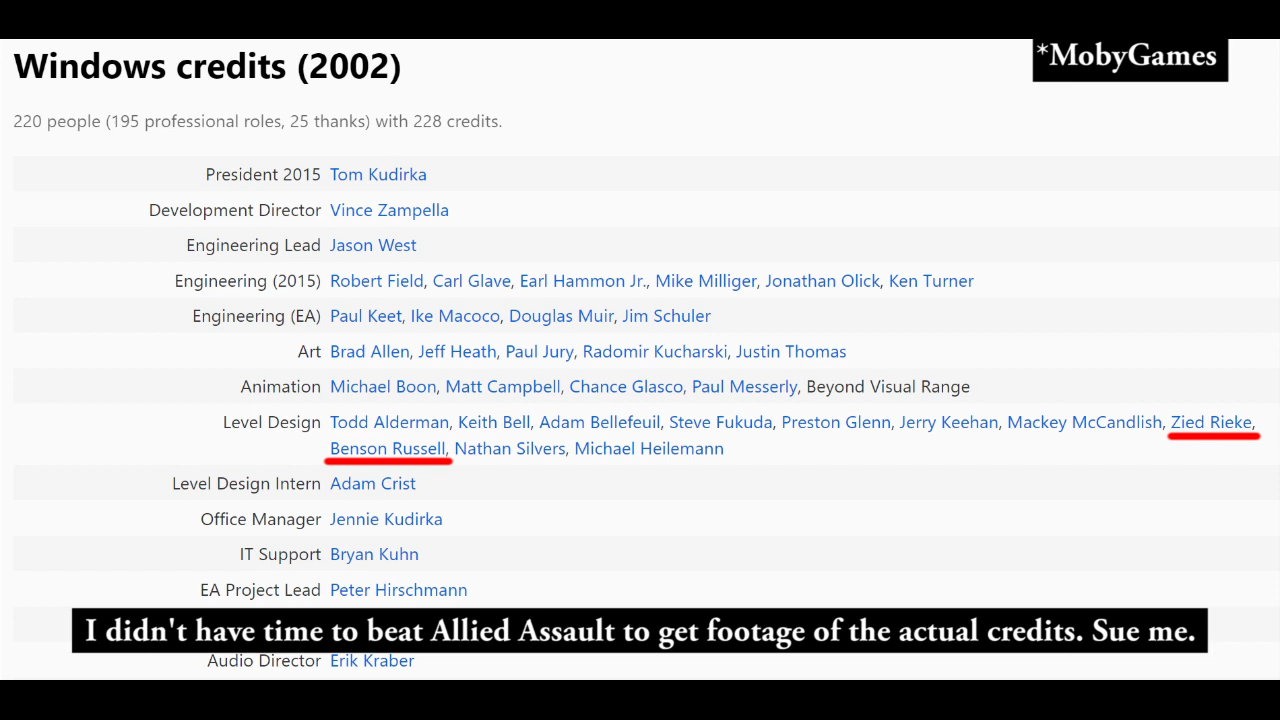 Windows credits (2002)
*MobyGames
220 people (195 professional roles, 25 thanks) with 228 credits.
President 2015 Tom Kudirka
Development Director Vince Zampella
Engineering Lead Jason West
Engineering (2015) Robert Field, Carl Glave, Earl Hammon Jr., Mike Milliger, Jonathan Olick, Ken Turner
Engineering (EA) Paul Keet, Ike Macoco, Douglas Muir, Jim Schuler
Art Brad Allen, Jeff Heath, Paul Jury, Radomir Kucharski, Justin Thomas
Animation Michael Boon, Matt Campbell, Chance Glasco, Paul Messerly, Beyond Visual Range
Level Design Todd Alderman, Keith Bell, Adam Bellefeuil, Steve Fukuda, Preston Glenn, Jerry Keehan, Mackey McCandlish, Zied Rieke,
Benson Russell, Nathan Silvers, Michael Heilemann
Level Design Intern Adam Crist
Office Manager Jennie Kudirka
IT Support Bryan Kuhn
EA Project Lead Peter Hirschmann
I didn't have time to beat Allied Assault to get footage of the actual credits. Sue me.
Audio Director Erik Kraber